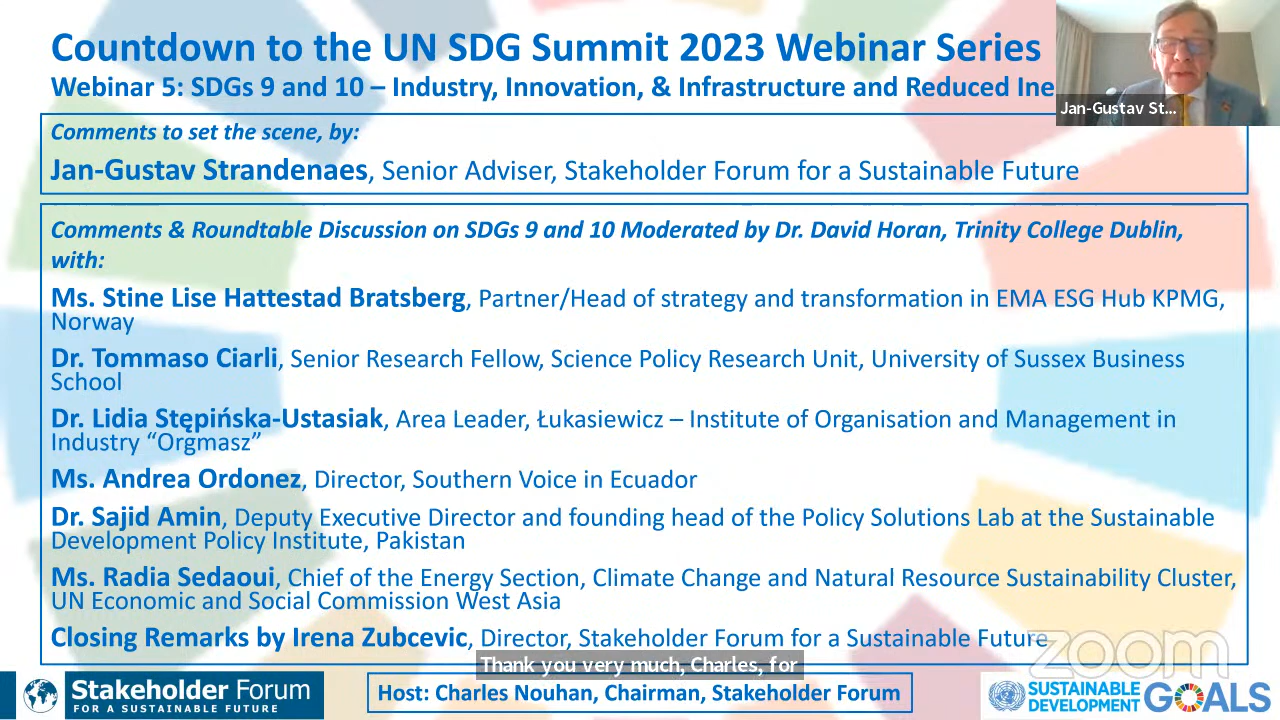 Countdown to the UN SDG Summit 2023 Webinar Series
Webinar 5: SDGs 9 and 10 – Industry, Innovation, & Infrastructure and Reduced Ine
Jan-Gustav St...
Comments to set the scene, by:
Jan-Gustav Strandenaes, Senior Adviser, Stakeholder Forum for a Sustainable Future
Comments & Roundtable Discussion on SDGs 9 and 10 Moderated by Dr. David Horan, Trinity College Dublin,
with:
Ms. Stine Lise Hattestad Bratsberg, Partner/Head of strategy and transformation in EMA ESG Hub KPMG,
Norway
Dr. Tommaso Ciarli, Senior Research Fellow, Science Policy Research Unit, University of Sussex Business
School
Dr. Lidia Stępińska-Ustasiak, Area Leader, Łukasiewicz – Institute of Organisation and Management in
Industry “Orgmasz”
Ms. Andrea Ordonez, Director, Southern Voice in Ecuador
Dr. Sajid Amin, Deputy Executive Director and founding head of the Policy Solutions Lab at the Sustainable
Development Policy Institute, Pakistan
Ms. Radia Sedaoui, Chief of the Energy Section, Climate Change and Natural Resource Sustainability Cluster,
UN Economic and Social Commission West Asia
Closing Remarks by Irena Zubcevic, Director, Stakeholder Forum for a Sustainable Future
zoom
Thank you very much, Charles, for
Stakeholder Forum
FOR A SUSTAINABLE FUTURE
Host: Charles Nouhan, Chairman, Stakeholder Forum
SUSTAINABLE
DEVELOPMENT
GOALS